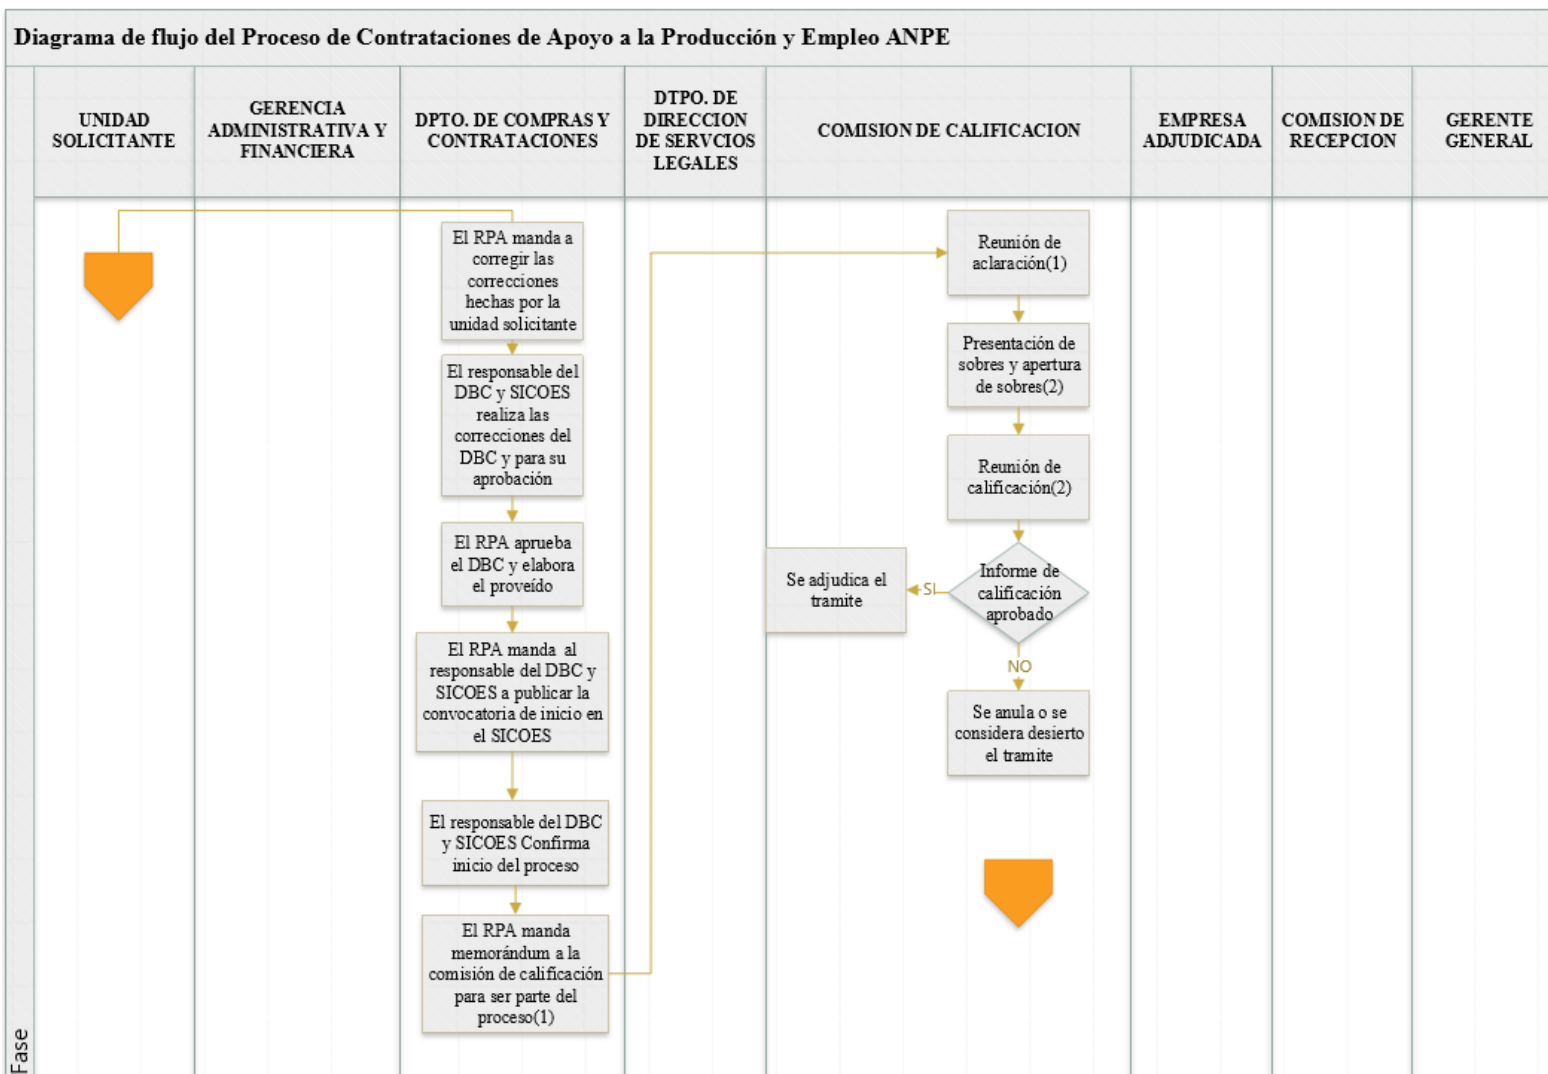 Diagrama de flujo del Proceso de Contrataciones de Apoyo a la Producción y Empleo ANPE
UNIDAD
SOLICITANTE
GERENCIA
ADMINISTRATIVA Y
FINANCIERA
DPTO. DE COMPRAS Y
CONTRATACIONES
DTPO. DE
DIRECCION
DE SERVCIOS
LEGALES
COMISION DE CALIFICACION
EMPRESA
ADJUDICADA
COMISION DE
RECEPCION
GERENTE
GENERAL
El RPA manda a
corregir las
correcciones
hechas por la
unidad solicitante
El responsable del
DBC y SICOES
realiza las
correcciones del
DBC y para su
aprobación
El RPA aprueba
el DBC y elabora
el proveído
El RPA manda  al
responsable del DBC y
SICOES a publicar la
convocatoria de inicio en
el SICOES
El responsable del DBC
y SICOES Confirma
inicio del proceso
El RPA manda
memorándum a la
comisión de calificación
para ser parte del
proceso(1)
Reunión de
aclaración(1)
Presentación de
sobres y apertura
de sobres(2)
Reunión de
calificación(2)
Informe de
calificación
aprobado
SI
Se adjudica el
tramite
NO
Se anula o se
considera desierto
el tramite
Fase